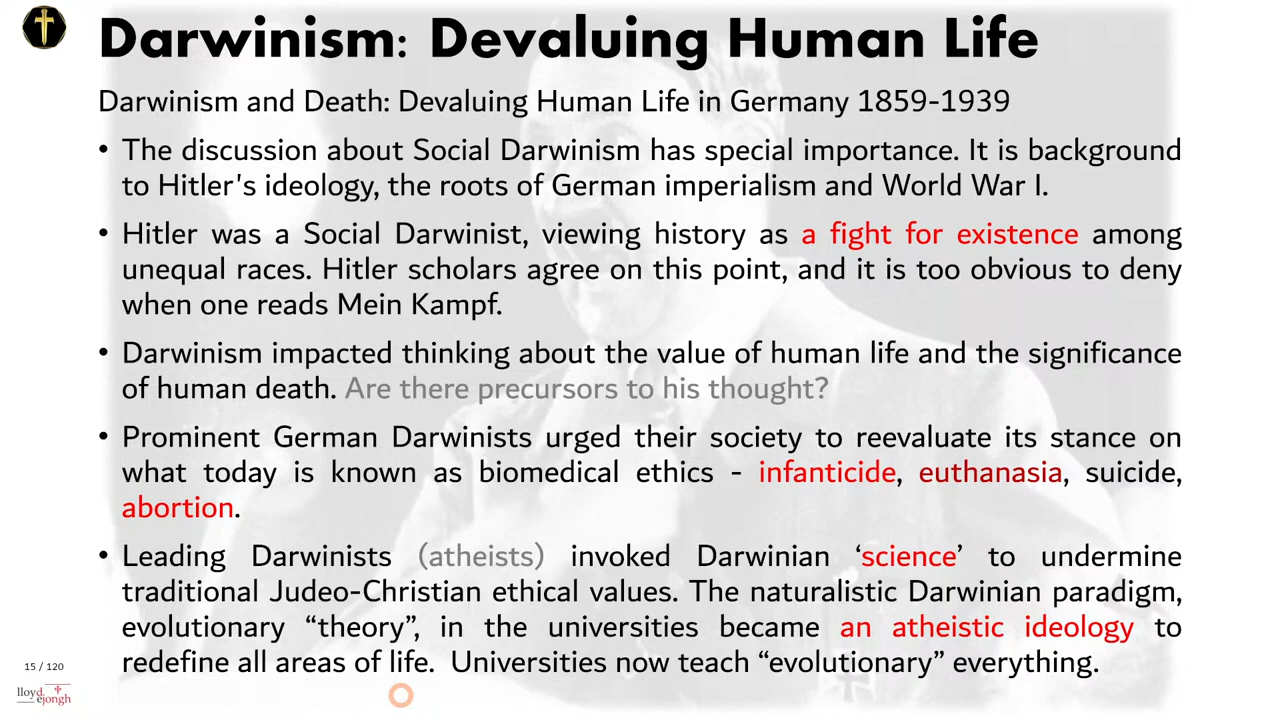 Darwinism: Devaluing Human Life
Darwinism and Death: Devaluing Human Life in Germany 1859-1939
• The discussion about Social Darwinism has special importance. It is background
to Hitler's ideology, the roots of German imperialism and World War I.
• Hitler was a Social Darwinist, viewing history as a fight for existence among
unequal races. Hitler scholars agree on this point, and it is too obvious to deny
when one reads Mein Kampf.
• Darwinism impacted thinking about the value of human life and the significance
of human death. Are there precursors to his thought?
• Prominent German Darwinists urged their society to reevaluate its stance on
what today is known as biomedical ethics - infanticide, euthanasia, suicide,
abortion.
• Leading Darwinists (atheists) invoked Darwinian ‘science’ to undermine
traditional Judeo-Christian ethical values. The naturalistic Darwinian paradigm,
evolutionary “theory”, in the universities became an atheistic ideology to
redefine all areas of life. Universities now teach “evolutionary” everything.
15 / 120
lloyd
ejongh